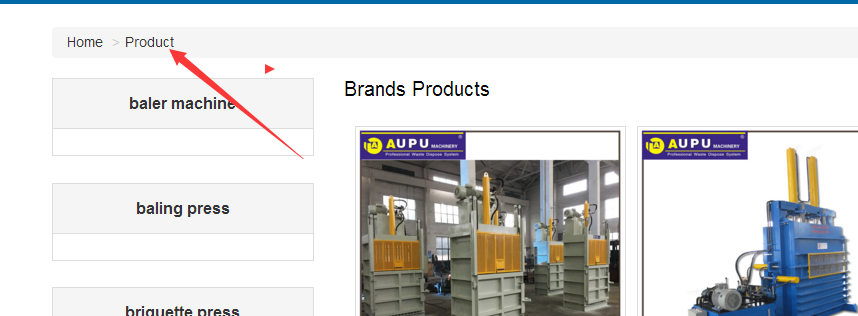 Home > Product
baler machine
baling press
briquette press
Brands Products
AUPU MACHINERY ®
Professional Waste Dispose System
AUPU MACHINERY ®
Professional Waste Dispose System